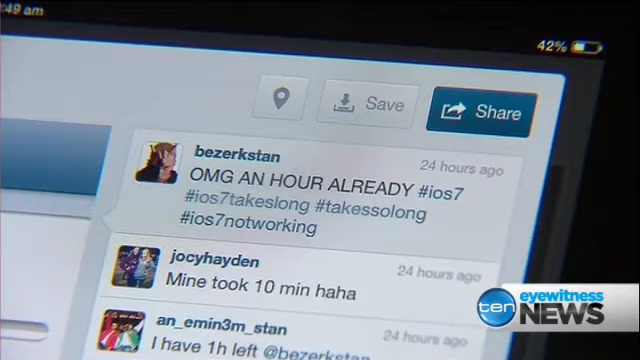 :49 am
42%
Save
Share
bezerkstan
24 hours ago
OMG AN HOUR ALREADY #ios7
#ios7takeslong #takessolong
#ios7notworking
jocyhayden
24 hours ago
Mine took 10 min haha
an_emin3m_stan
24 hours ago
I have 1h left @bezerkstan
ten eyewitness
NEWS